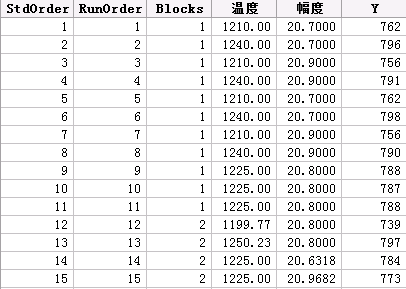 StdOrder RunOrder Blocks 温度 幅度 Y
1 1 1 1210.00 20.7000 762
2 2 1 1240.00 20.7000 796
3 3 1 1210.00 20.9000 756
4 4 1 1240.00 20.9000 791
5 5 1 1210.00 20.7000 762
6 6 1 1240.00 20.7000 798
7 7 1 1210.00 20.9000 756
8 8 1 1240.00 20.9000 790
9 9 1 1225.00 20.8000 788
10 10 1 1225.00 20.8000 787
11 11 1 1225.00 20.8000 788
12 12 2 1199.77 20.8000 739
13 13 2 1250.23 20.8000 797
14 14 2 1225.00 20.6318 784
15 15 2 1225.00 20.9682 773